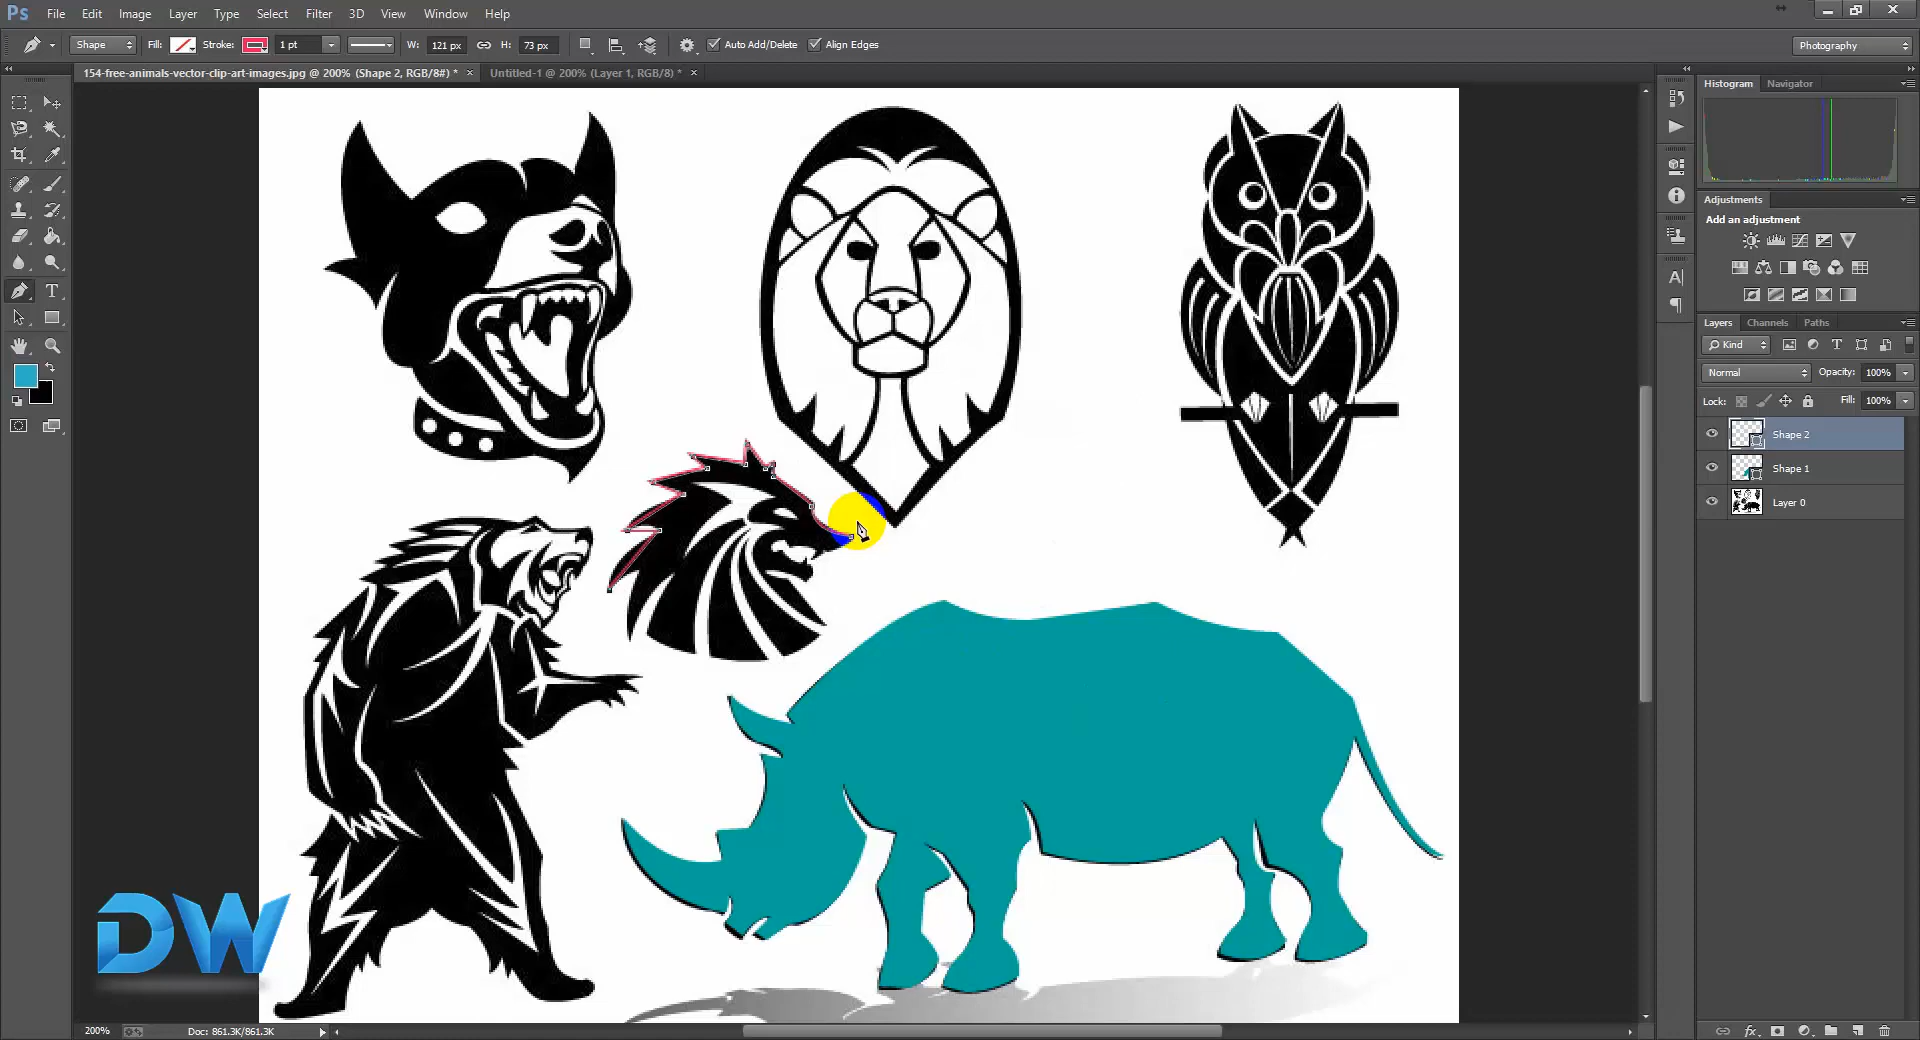 Ps File Edit Image Layer Type Select Filter 3D View Window Help
Shape Fill: Stroke: 1 pt W: 121 px H: 73 px Auto Add/Delete Align Edges Photography
154-free-animals-vector-clip-art-images.jpg @ 200% (Shape 2, RGB/8#) * × Untitled-1 @ 200% (Layer 1, RGB/8) * ×
Histogram Navigator
Adjustments
Add an adjustment
Layers Channels Paths
Kind
Normal Opacity: 100%
Lock: Fill: 100%
Shape 2
Shape 1
Layer 0
DW
200% Doc: 861.3K/861.3K